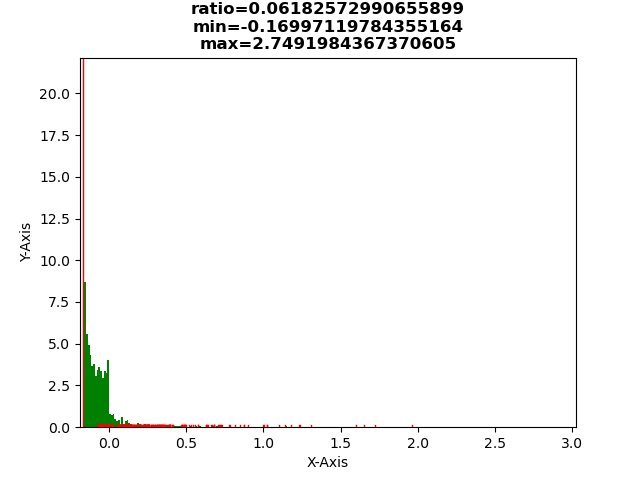 ratio=0.06182572990655899
min=-0.16997119784355164
max=2.7491984367370605
20.0
17.5
15.0
12.5
10.0
7.5
5.0
2.5
0.0
Y-Axis
0.0 0.5 1.0 1.5 2.0 2.5 3.0
X-Axis